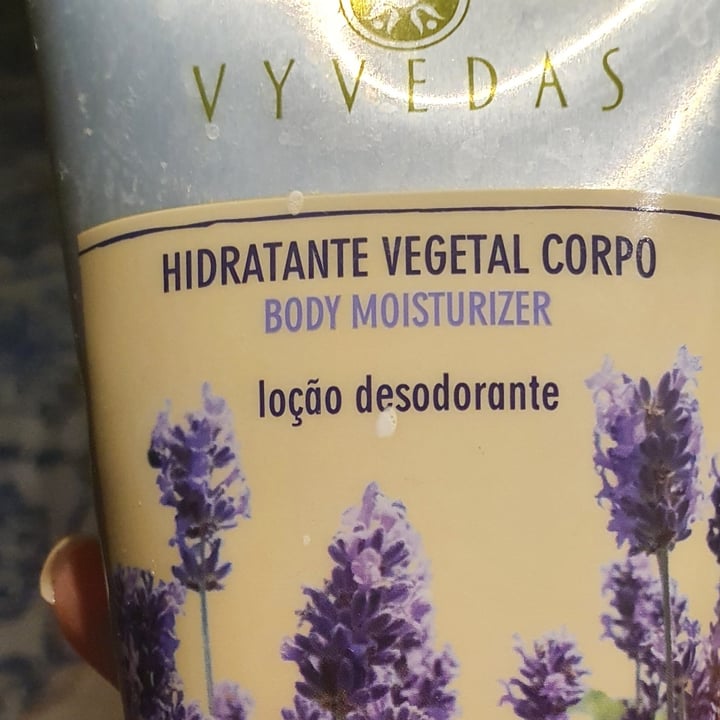 VYVEDAS
HIDRATANTE VEGETAL CORPO
BODY MOISTURIZER
loção desodorante